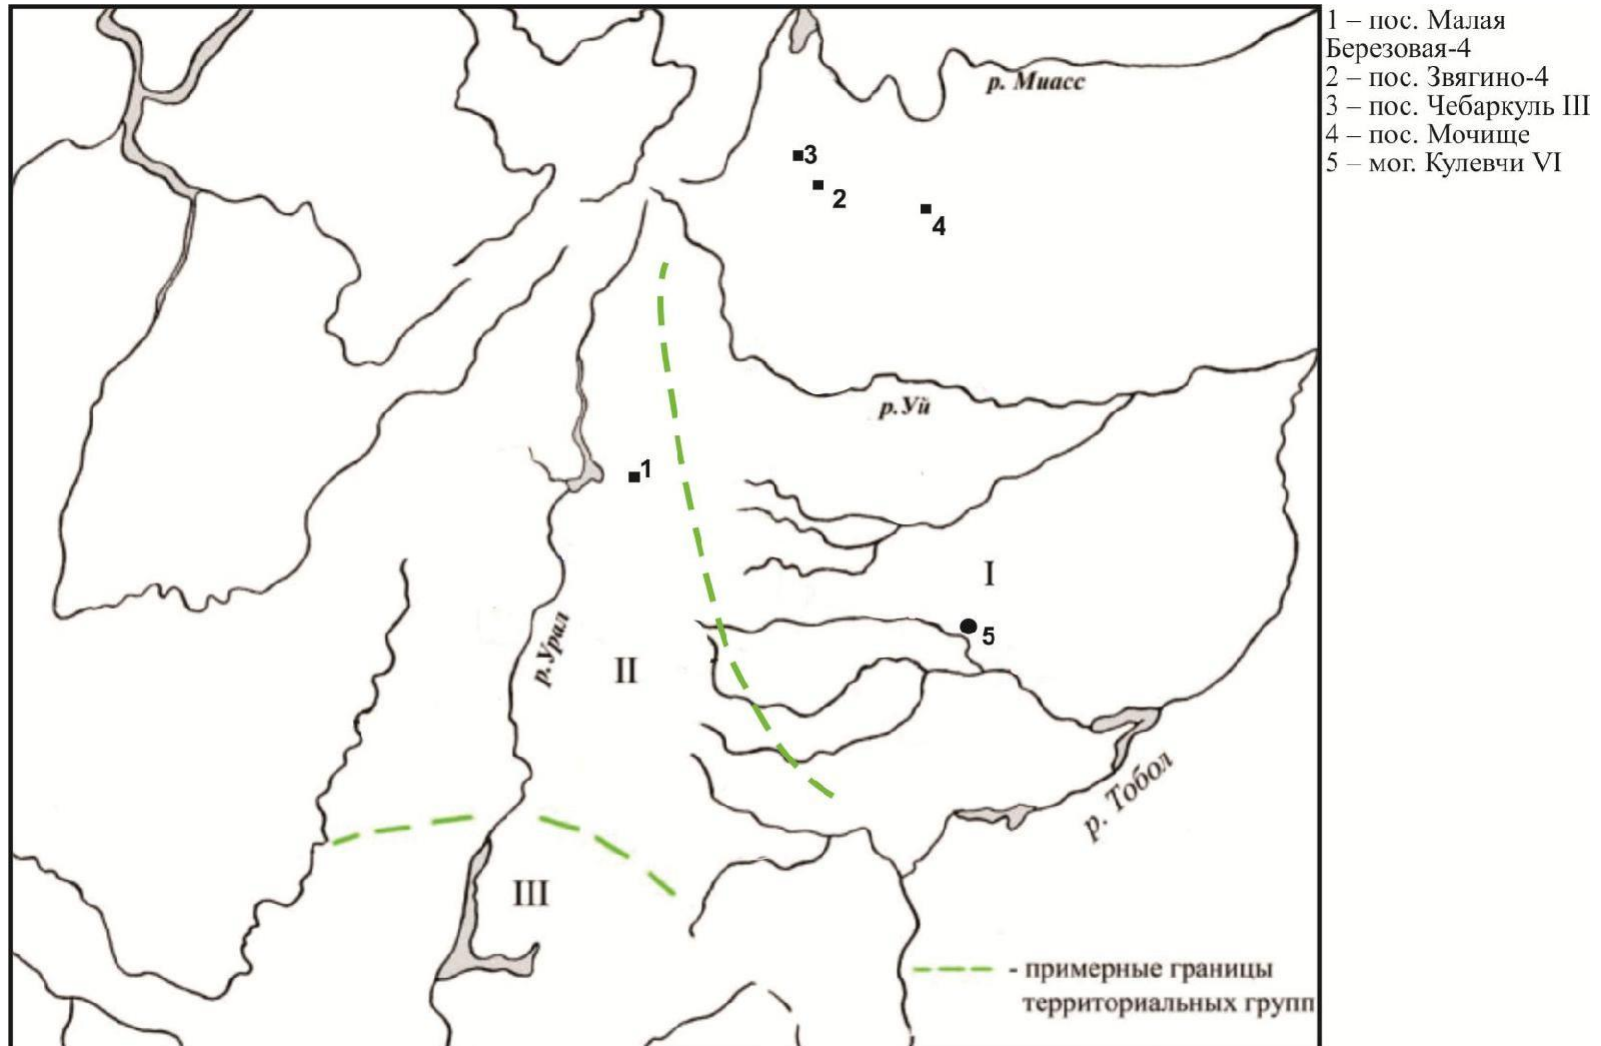 1 – пос. Малая
Березовая-4
2 – пос. Звягино-4
3 – пос. Чебаркуль III
4 – пос. Мочище
5 – мог. Кулевчи VI
р. Миасс
3
2
4
р.Уй
1
I
5
р.Урал
II
р. Тобол
III
- примерные границы
территориальных групп